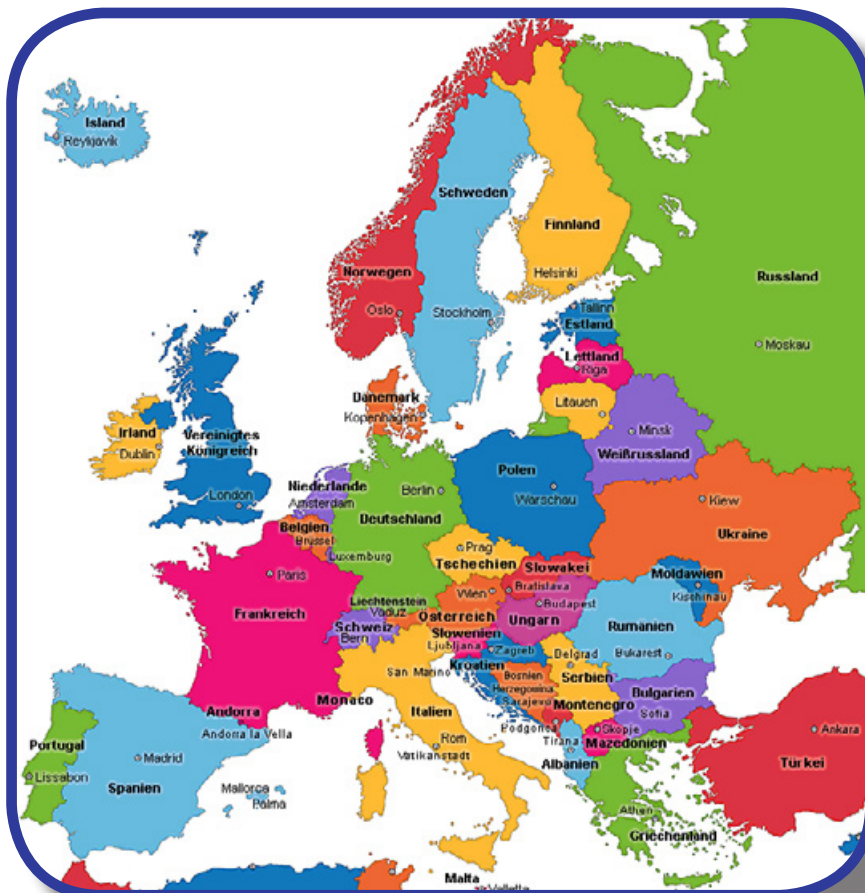 Island
Reykjavik
Schweden
Finnland
Norwegen
Helsinki
Russland
Oslo
Stockholm
Tallinn
Estland
Moskau
Lettland
Riga
Dänemark
Kopenhagen
Litauen
Irland
Dublin
Vereinigtes
Königreich
Minsk
Weißrussland
London
Niederlande
Amsterdam
Berlin
Polen
Warschau
Kiew
Deutschland
Ukraine
Belgien
Brüssel
Luxemburg
Prag
Tschechien
Paris
Slowakei
Bratislava
Moldawien
Kischinau
Frankreich
Liechtenstein
Vaduz
Wien
Österreich
Budapest
Ungarn
Schweiz
Bern
Slowenien
Ljubljana
Rumänien
Bukarest
Zagreb
Kroatien
Belgrad
Serbien
San Marino
Bosnien
Herzegowina
Sarajevo
Montenegro
Bulgarien
Sofia
Monaco
Andorra
Andorra la Vella
Italien
Rom
Vatikanstadt
Podgorica
Skopje
Mazedonien
Tirana
Albanien
Ankara
Türkei
Portugal
Lissabon
Madrid
Spanien
Mallorca
Palma
Athen
Griechenland
Malta
Vallette